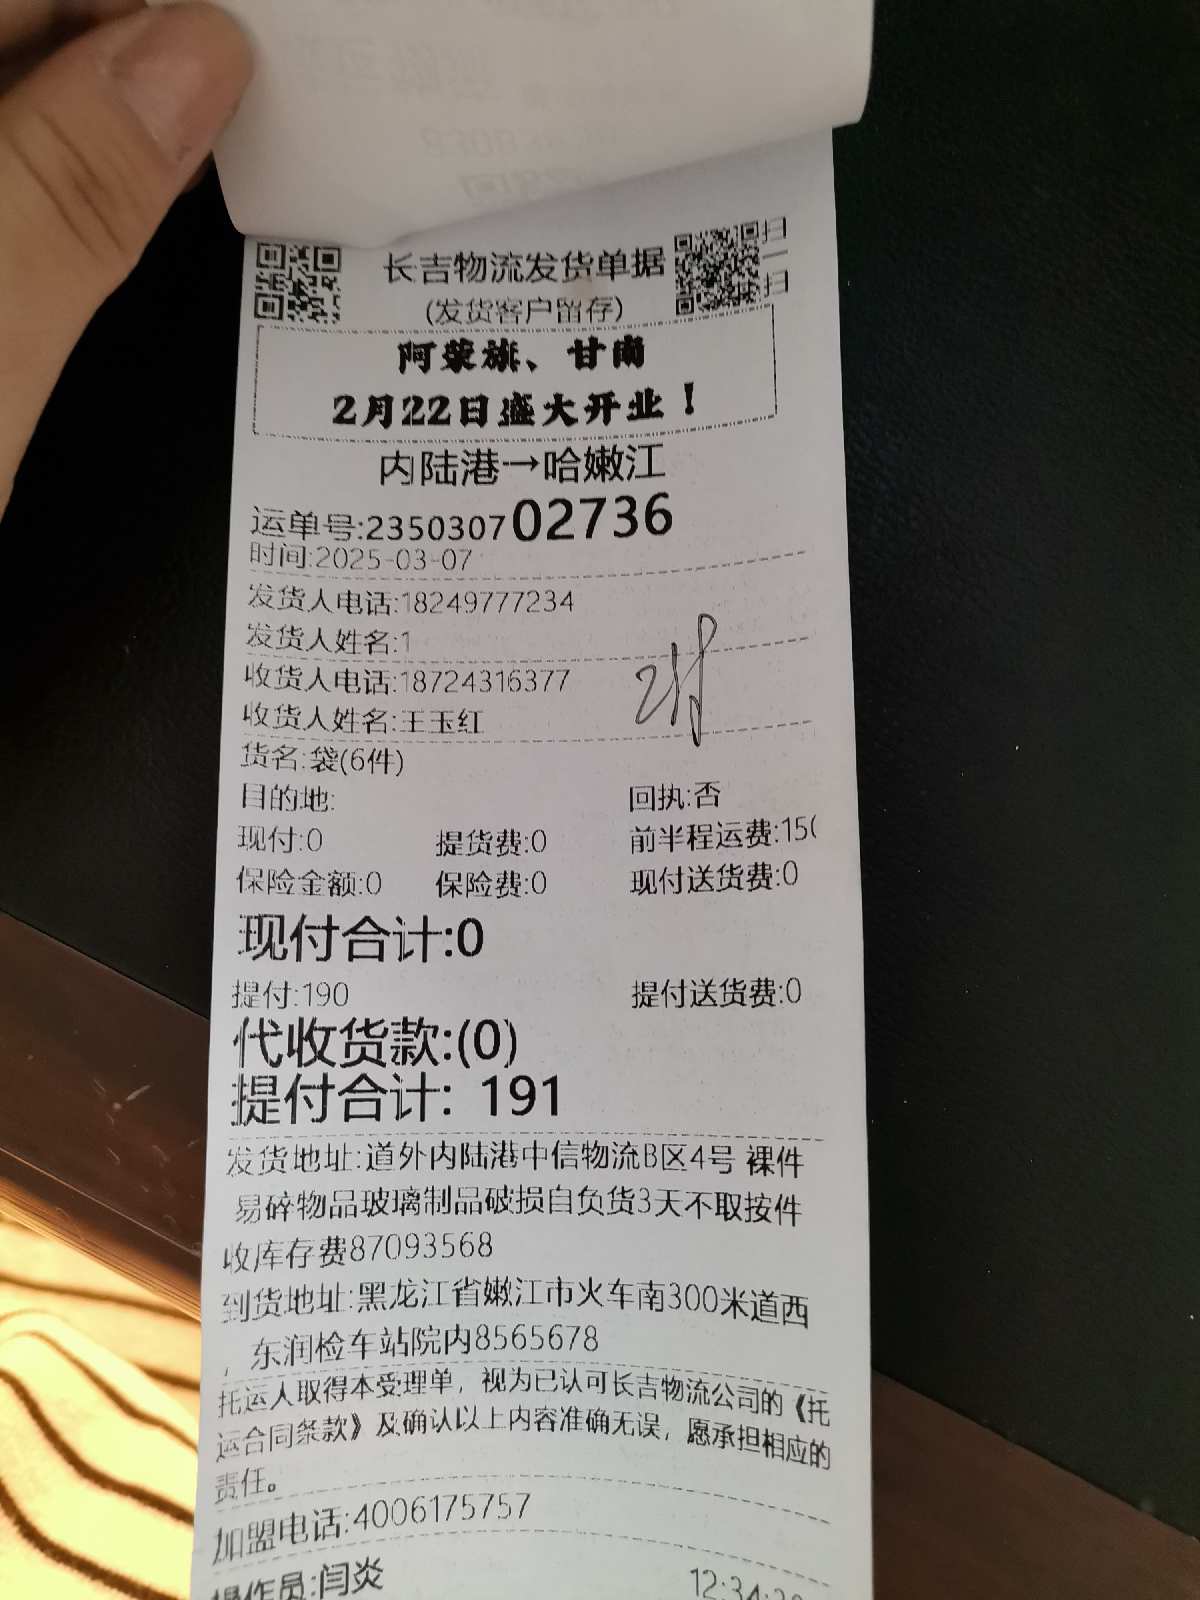 长吉物流发货单据
扫一扫
(发货客户留存)
阿荣旗、甘南
2月22日盛大开业！
内陆港→哈嫩江
运单号:235030702736
时间:2025-03-07
发货人电话:18249777234
发货人姓名:1
收货人电话:18724316377
收货人姓名:王玉红
货名:袋(6件)
目的地: 回执:否
现付:0 提货费:0 前半程运费:15
保险金额:0 保险费:0 现付送货费:0
现付合计:0
提付:190 提付送货费:0
代收货款:(0)
提付合计: 191
发货地址:道外内陆港中信物流B区4号 裸件
易碎物品玻璃制品破损自负货3天不取按件
收库存费87093568
到货地址:黑龙江省嫩江市火车南300米道西
，东润检车站院内8565678
托运人取得本受理单，视为已认可长吉物流公司的《托
运合同条款》及确认以上内容准确无误，愿承担相应的
责任。
加盟电话:4006175757
操作员:闫炎 12:34: